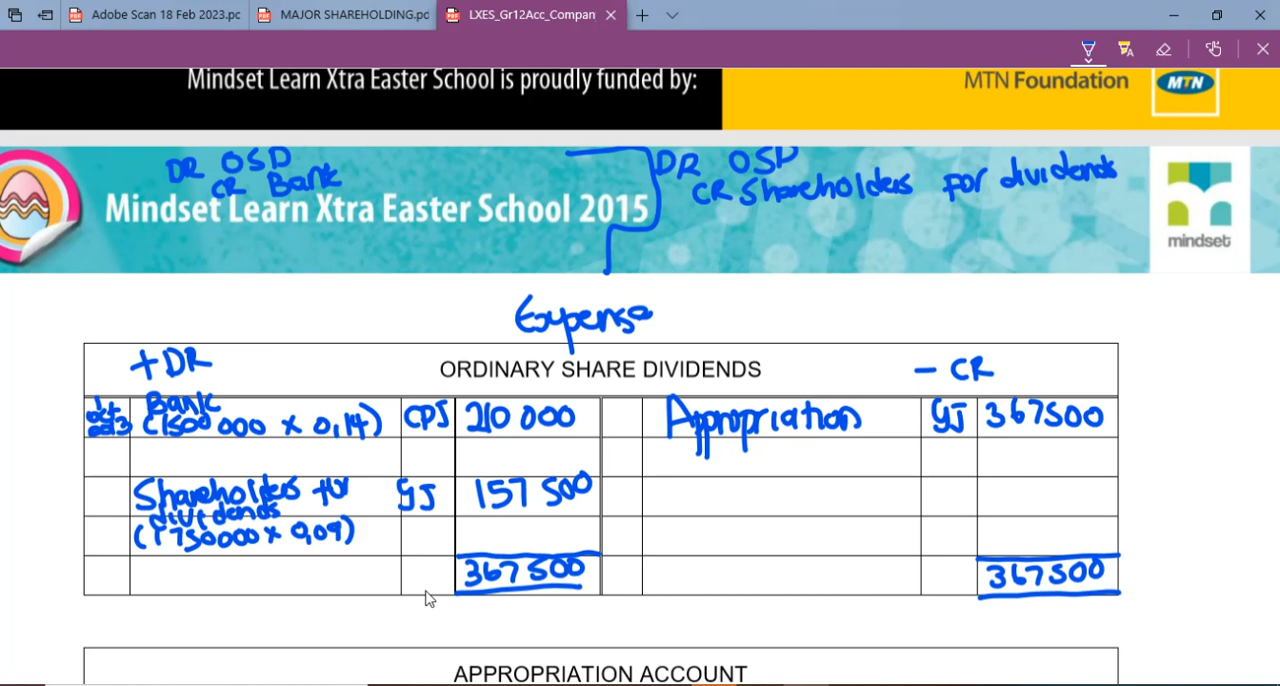 Adobe Scan 18 Feb 2023.pc
MAJOR SHAREHOLDING.pd
LXES_Gr12Acc_Compan
Mindset Learn Xtra Easter School is proudly funded by:
MTN Foundation
MTN
DR OSD
CR Bank
DR OSD
CR Shareholders for dividends
Mindset Learn Xtra Easter School 2015
mindset
Expense
+ DR
ORDINARY SHARE DIVIDENDS
- CR
Bank
(1500 000 x 0,14) CPJ 210 000
Appropriation GJ 367500
Shareholders for GJ 157 500
dividends
(1750000 x 0,09)
367 500
367500
APPROPRIATION ACCOUNT